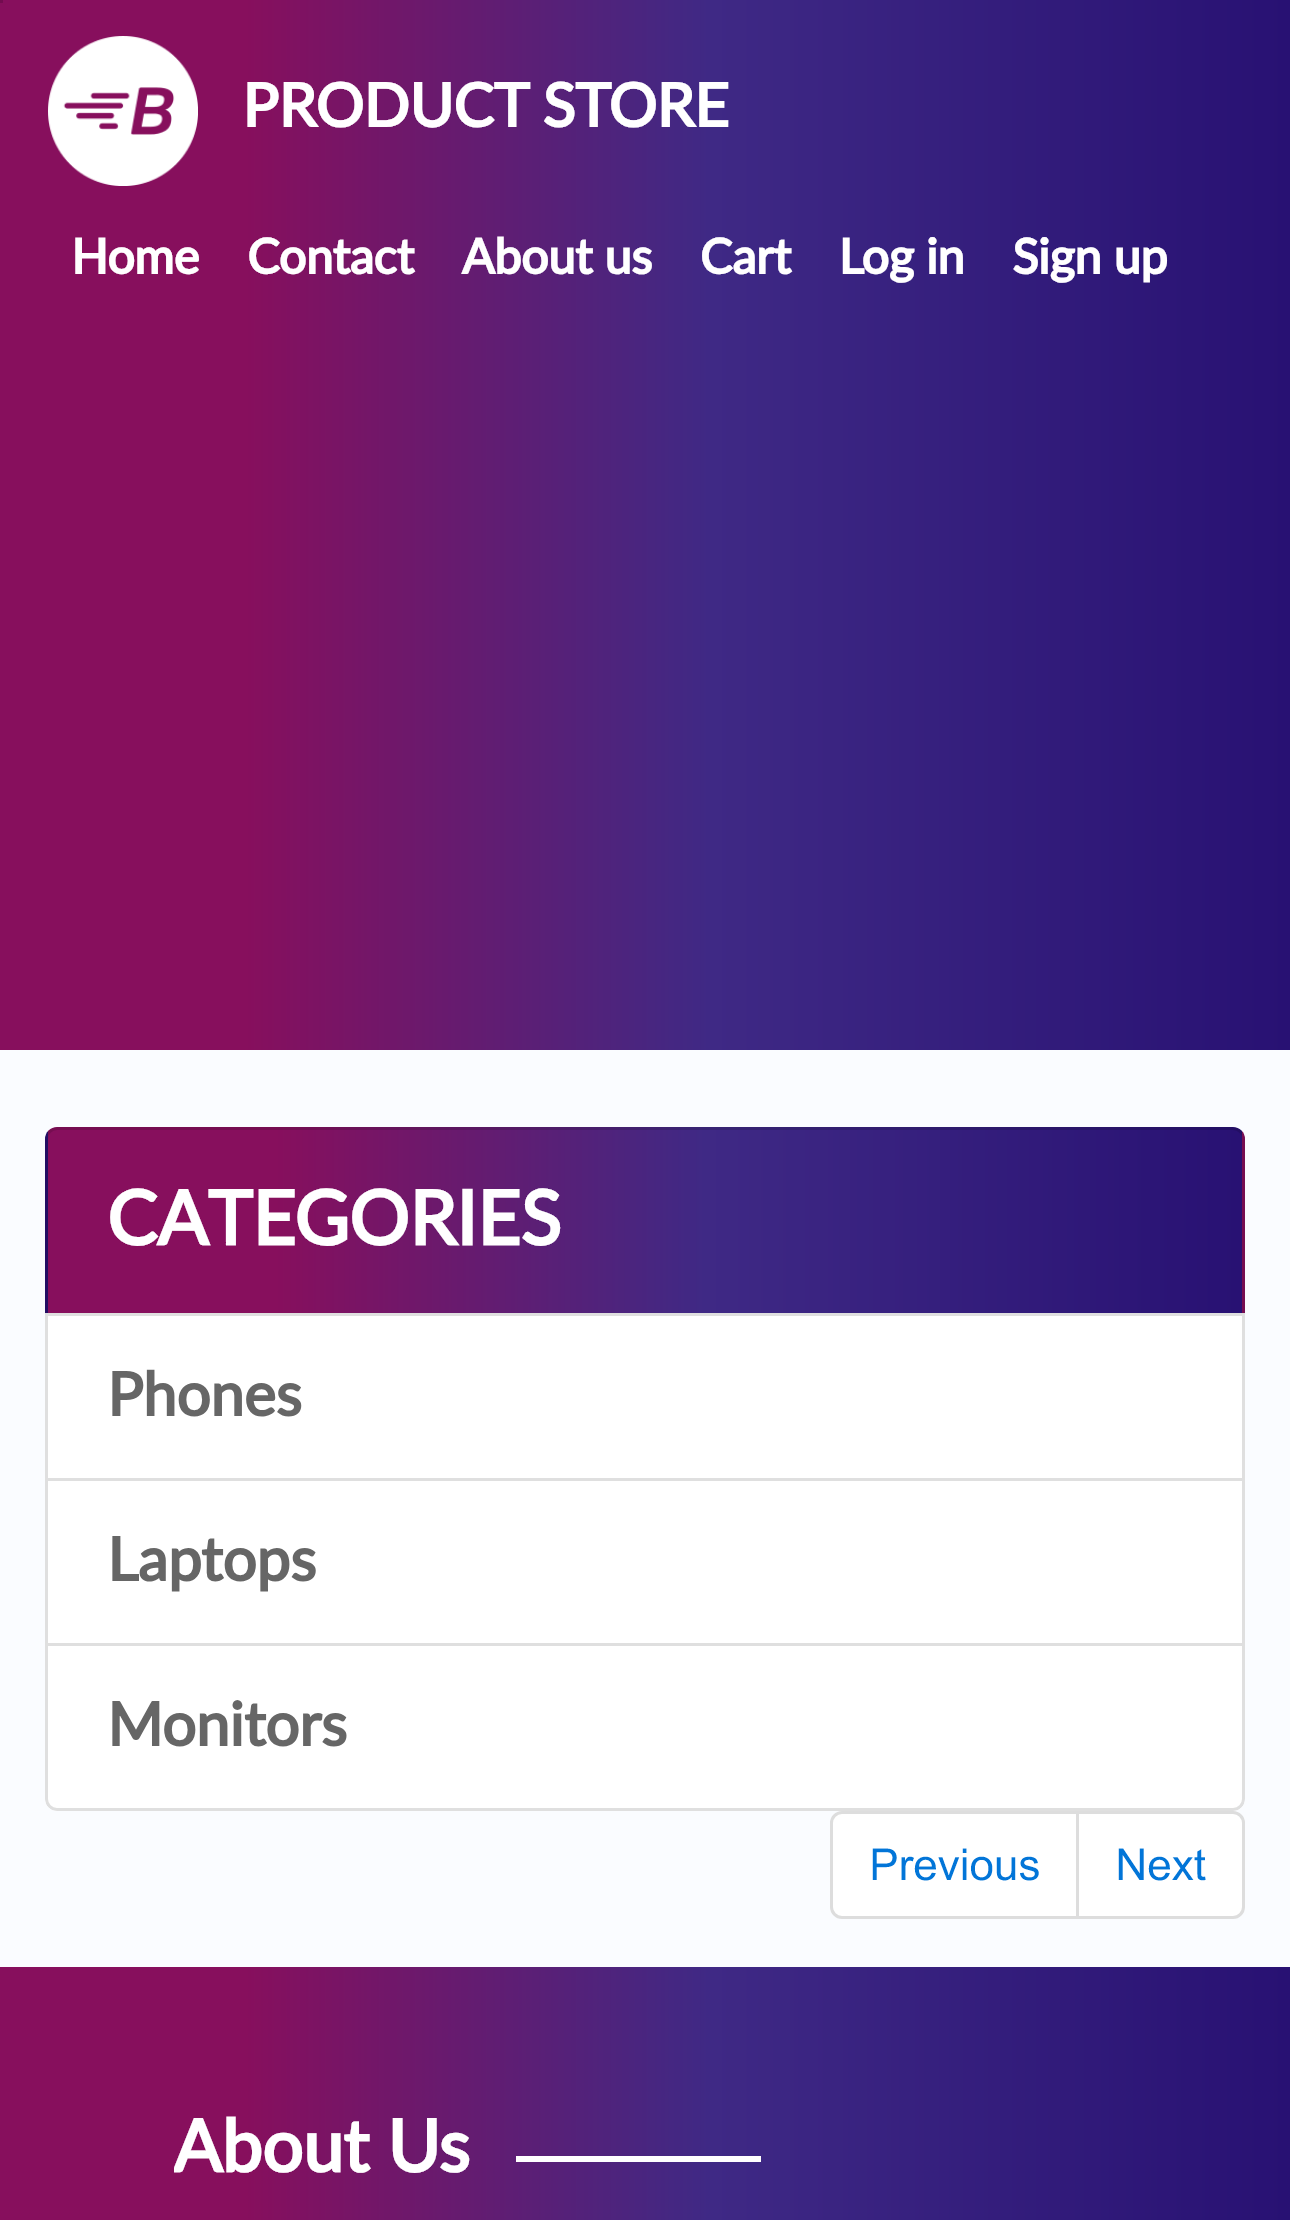 B
PRODUCT STORE
Home Contact About us Cart Log in Sign up
CATEGORIES
Phones
Laptops
Monitors
Previous Next
About Us